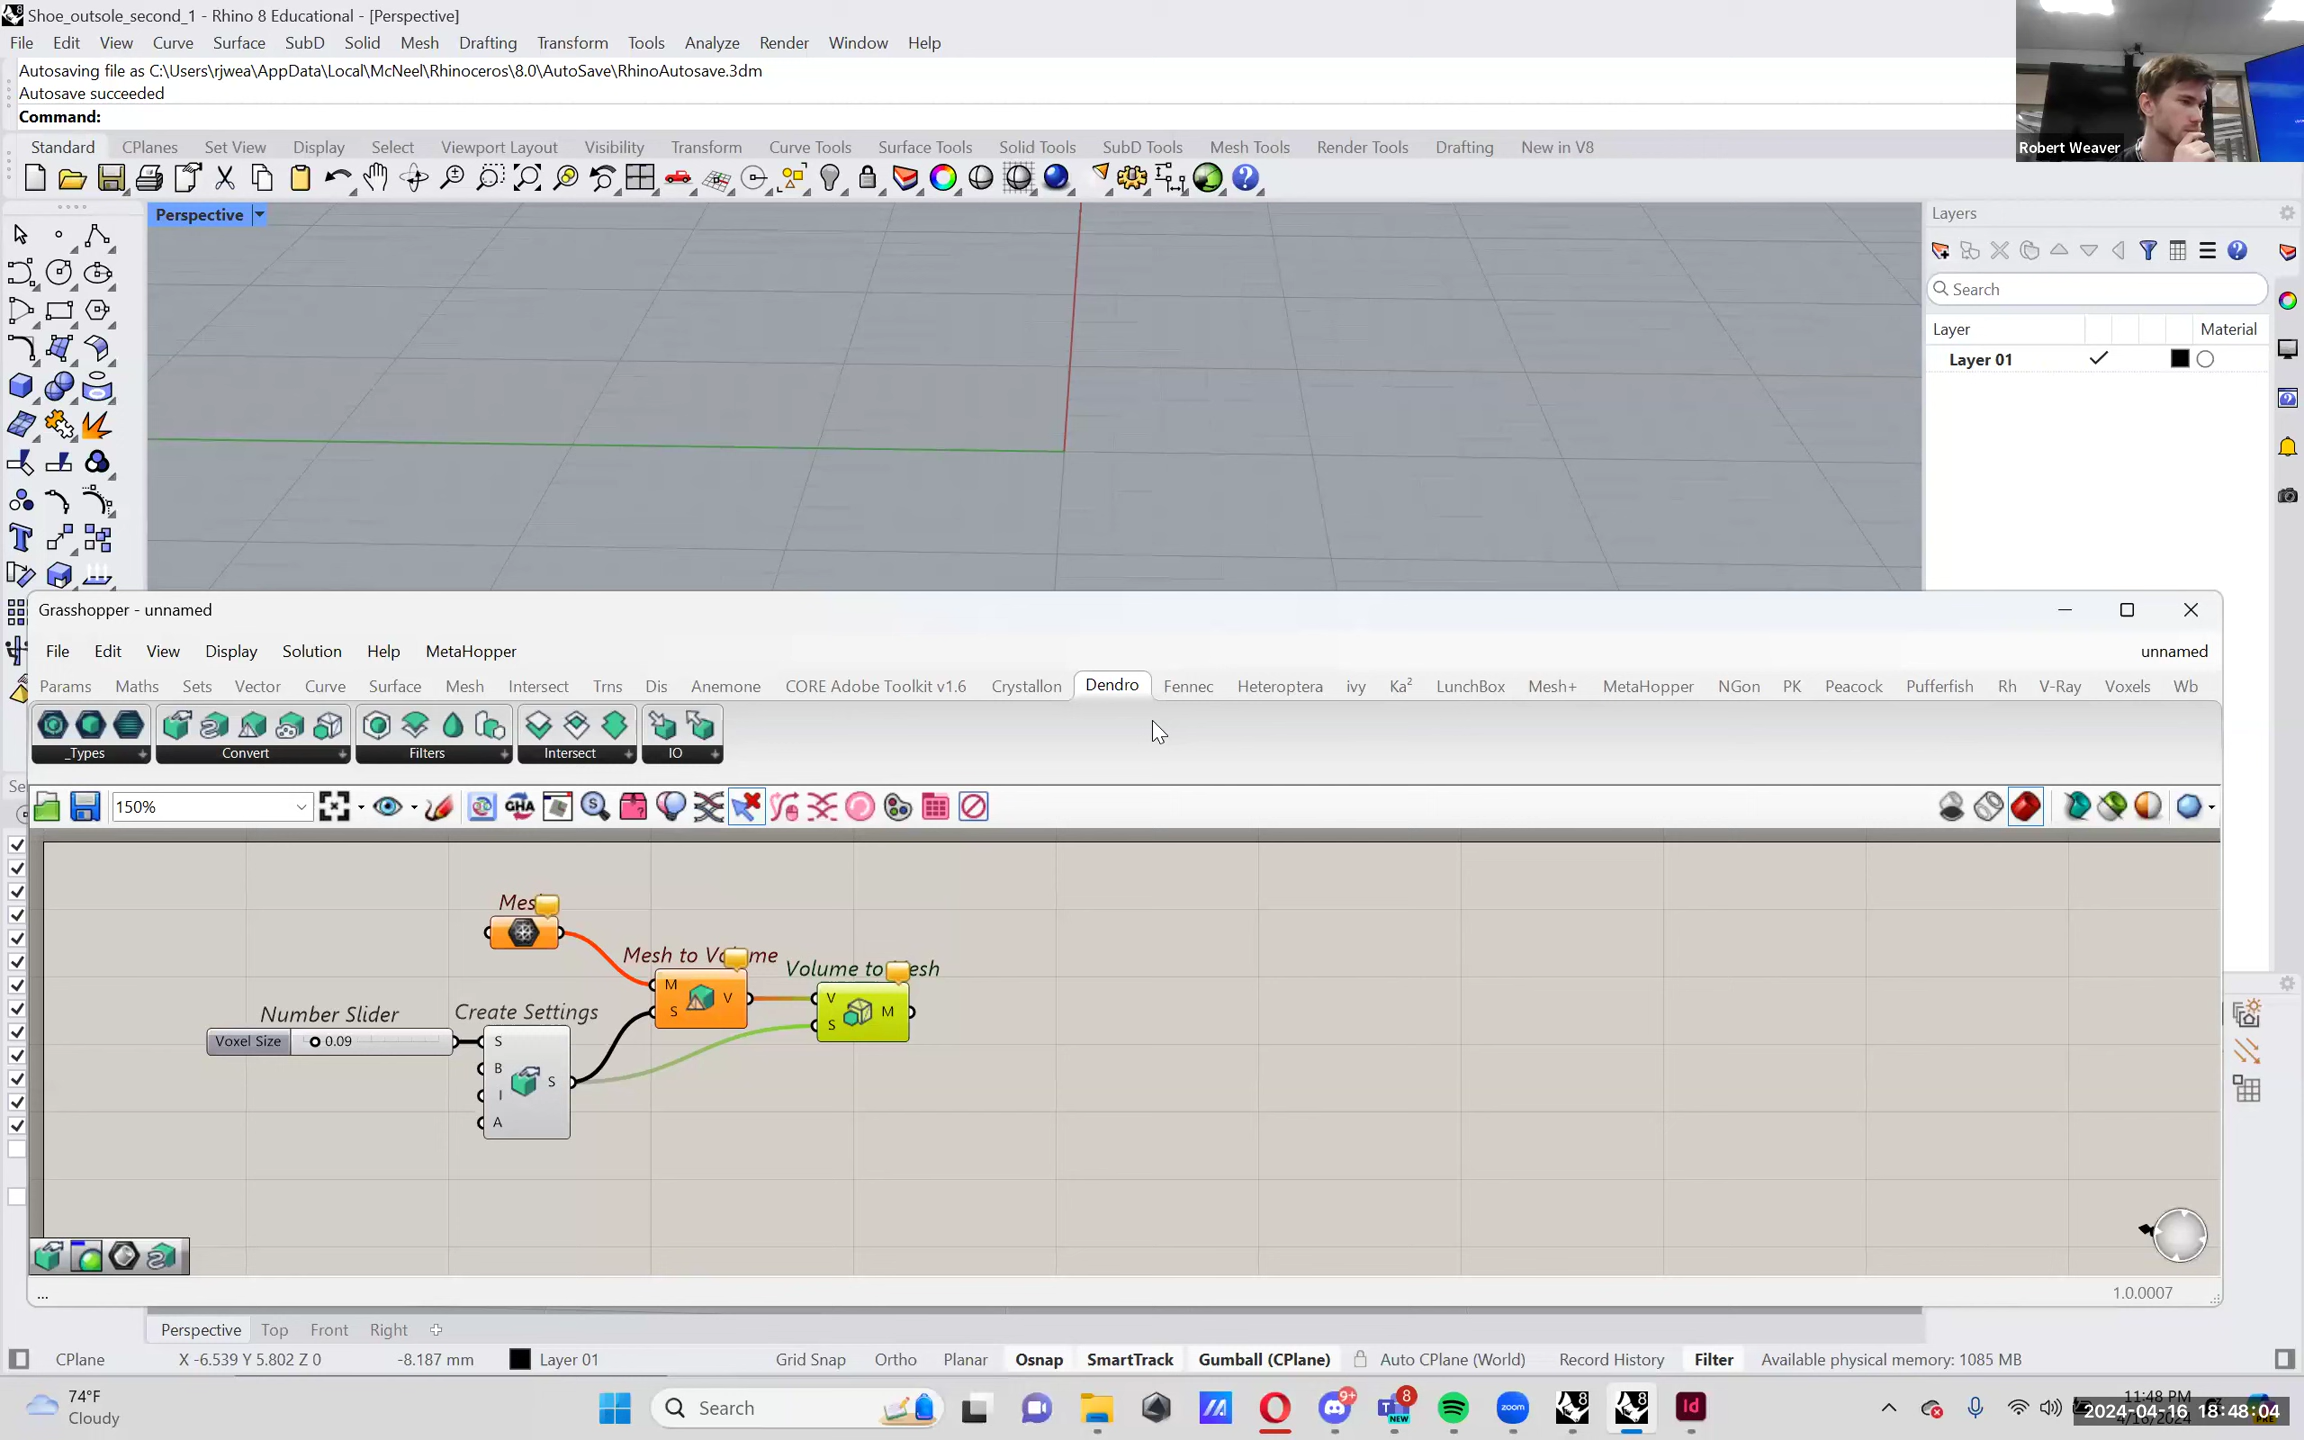 Shoe_outsole_second_1 - Rhino 8 Educational - [Perspective]
File Edit View Curve Surface SubD Solid Mesh Drafting Transform Tools Analyze Render Window Help
Autosaving file as C:\Users\rjwea\AppData\Local\McNeel\Rhinoceros\8.0\AutoSave\RhinoAutosave.3dm
Autosave succeeded
Command:
Robert Weaver
Standard CPlanes Set View Display Select Viewport Layout Visibility Transform Curve Tools Surface Tools Solid Tools SubD Tools Mesh Tools Render Tools Drafting New in V8
Perspective
Layers
Search
Layer Material
Layer 01
Grasshopper - unnamed
File Edit View Display Solution Help MetaHopper unnamed
Params Maths Sets Vector Curve Surface Mesh Intersect Trns Dis Anemone CORE Adobe Toolkit v1.6 Crystallon Dendro Fennec Heteroptera ivy Ka² LunchBox Mesh+ MetaHopper NGon PK Peacock Pufferfish Rh V-Ray Voxels Wb
_Types Convert Filters Intersect IO
150%
GHA
Mes
Mesh to Vo me
Volume to esh
M V
S
V M
S
Number Slider Create Settings
Voxel Size 0.09
S
B S
I
A
...
1.0.0007
Perspective Top Front Right
CPlane X -6.539 Y 5.802 Z 0 -8.187 mm Layer 01 Grid Snap Ortho Planar Osnap SmartTrack Gumball (CPlane) Auto CPlane (World) Record History Filter Available physical memory: 1085 MB
74°F
Cloudy
Search
9+
8
NEW
zoom
Id
11:48 PM
2024-04-16 18:48:04